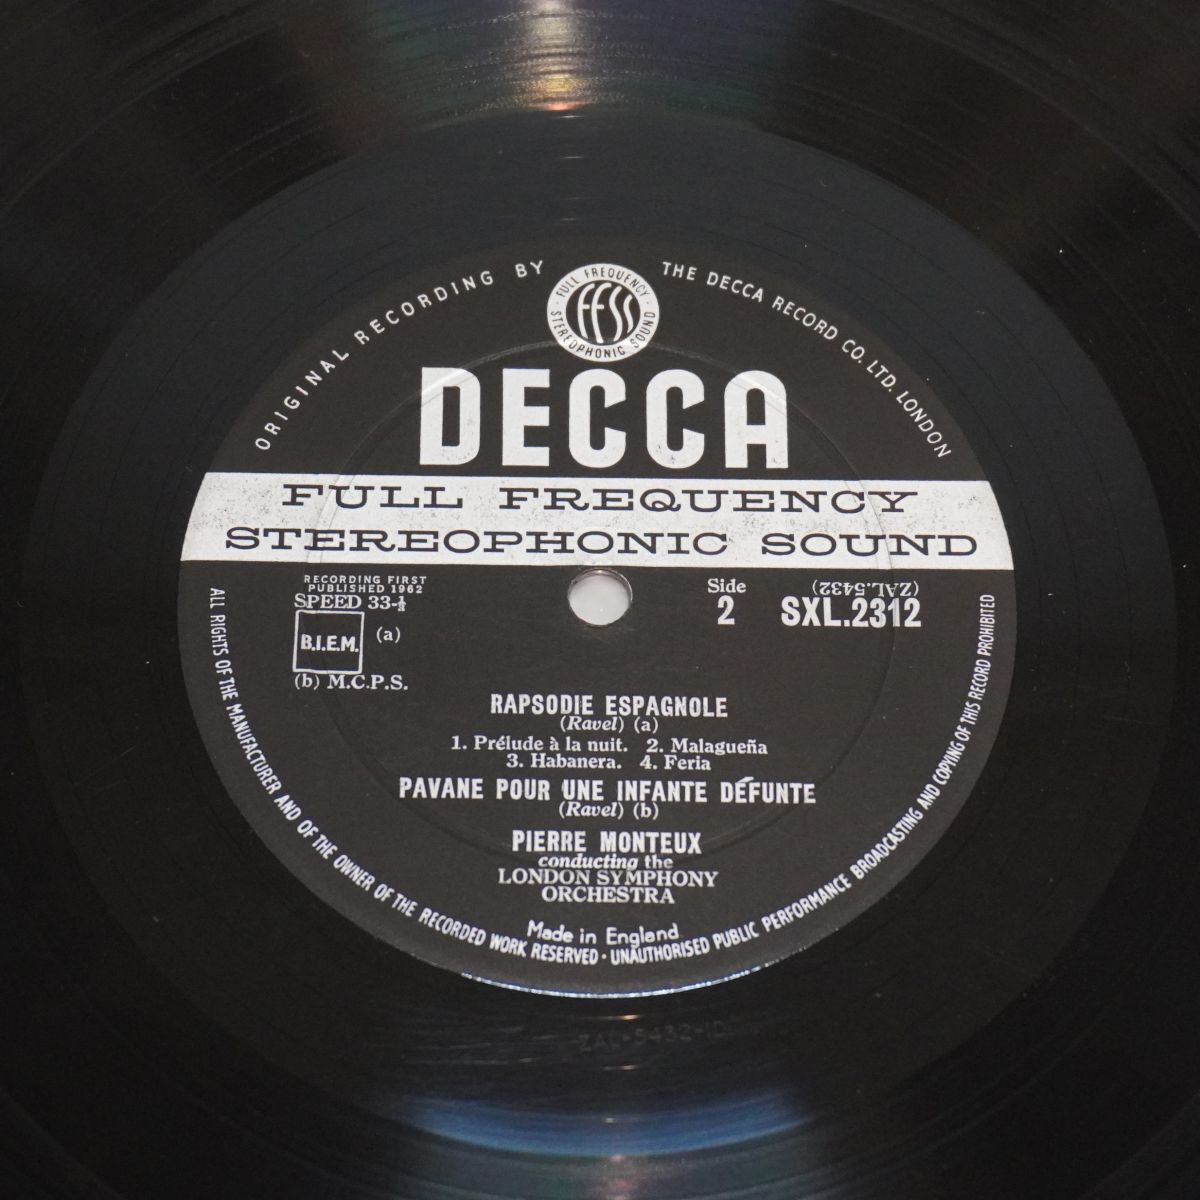 ORIGINAL RECORDING BY THE DECCA RECORD CO. LTD. LONDON
FULL FREQUENCY
FFSS
STEREOPHONIC SOUND
DECCA
FULL FREQUENCY
STEREOPHONIC SOUND
RECORDING FIRST
PUBLISHED 1962
SPEED 33-⅓
B.I.E.M. (a)
(b) M.C.P.S.
Side
2
(ZAL.5432)
SXL.2312
RAPSODIE ESPAGNOLE
(Ravel) (a)
1. Prélude à la nuit. 2. Malagueña
3. Habanera. 4. Feria
PAVANE POUR UNE INFANTE DÉFUNTE
(Ravel) (b)
PIERRE MONTEUX
conducting the
LONDON SYMPHONY
ORCHESTRA
Made in England
ALL RIGHTS OF THE MANUFACTURER AND OF THE OWNER OF THE RECORDED WORK RESERVED · UNAUTHORISED PUBLIC PERFORMANCE BROADCASTING AND COPYING OF THIS RECORD PROHIBITED